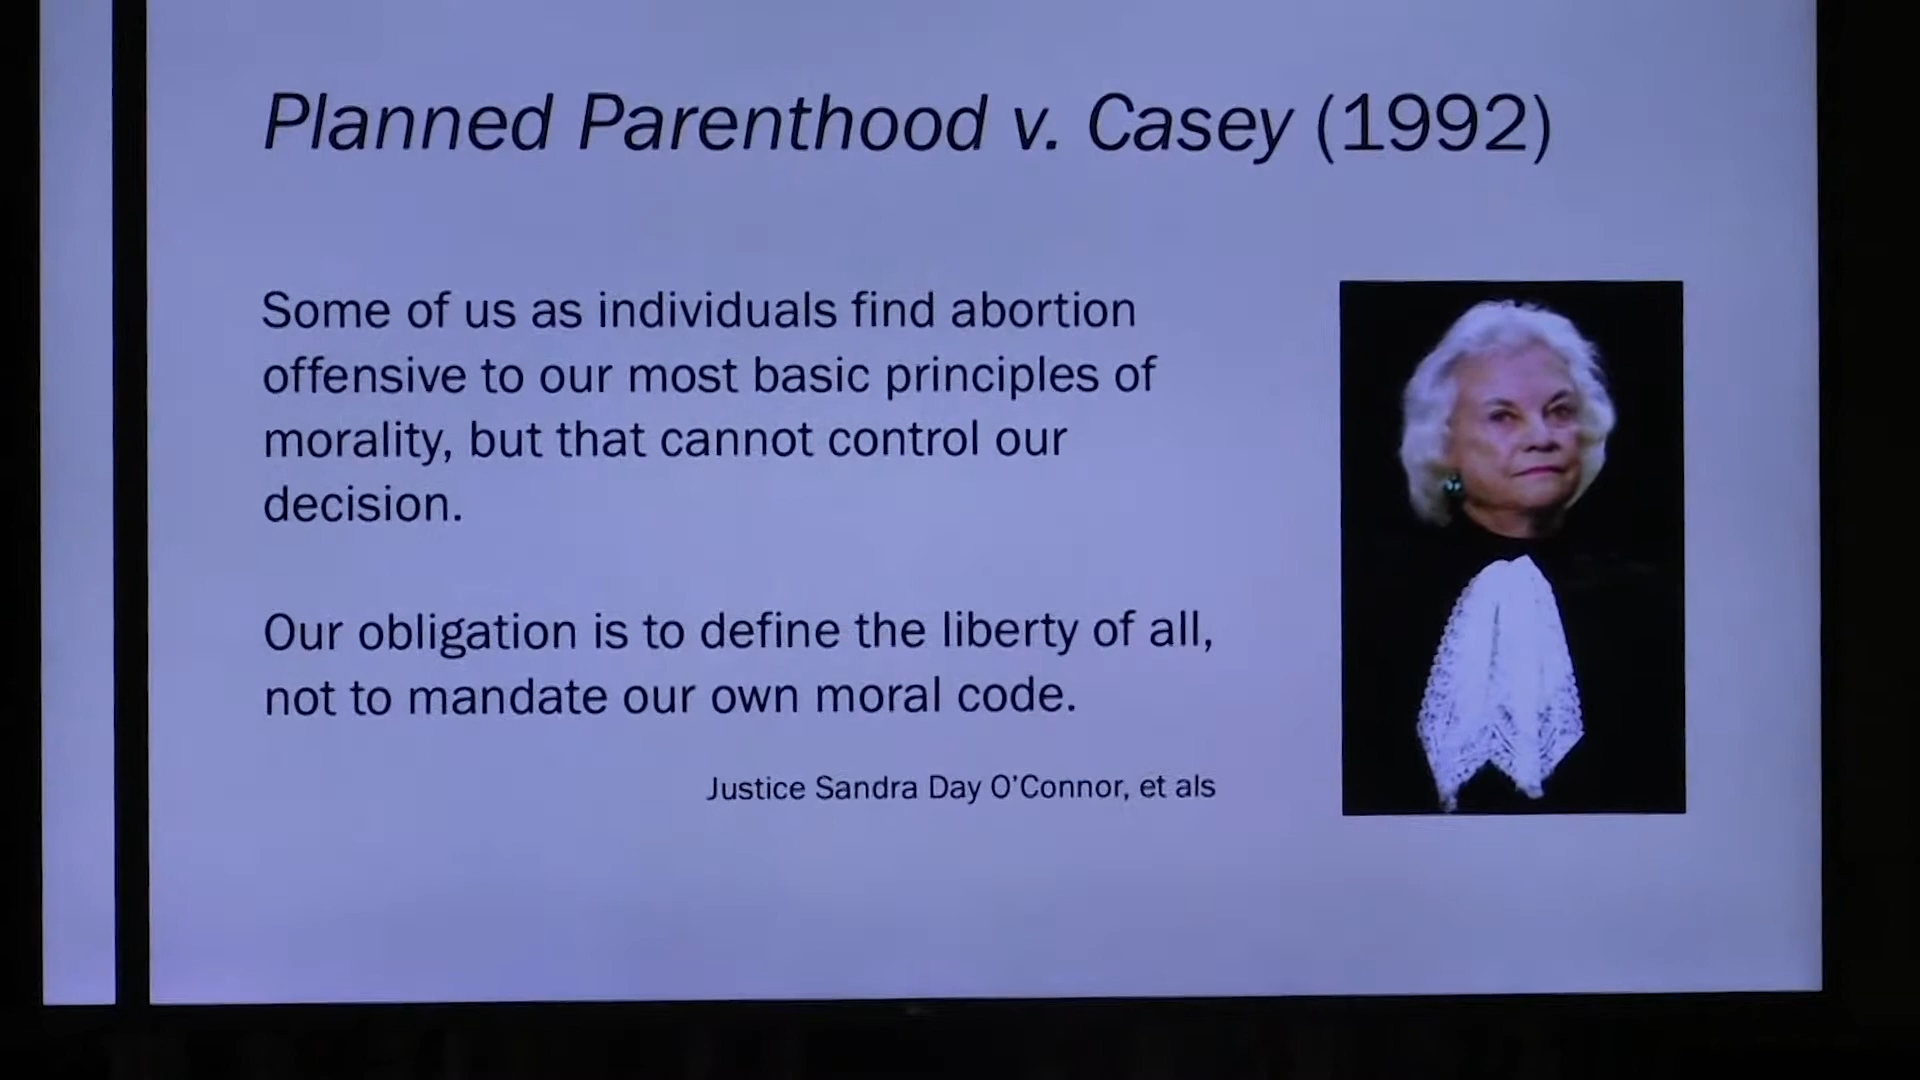 Planned Parenthood v. Casey (1992)
Some of us as individuals find abortion
offensive to our most basic principles of
morality, but that cannot control our
decision.
Our obligation is to define the liberty of all,
not to mandate our own moral code.
Justice Sandra Day O'Connor, et als